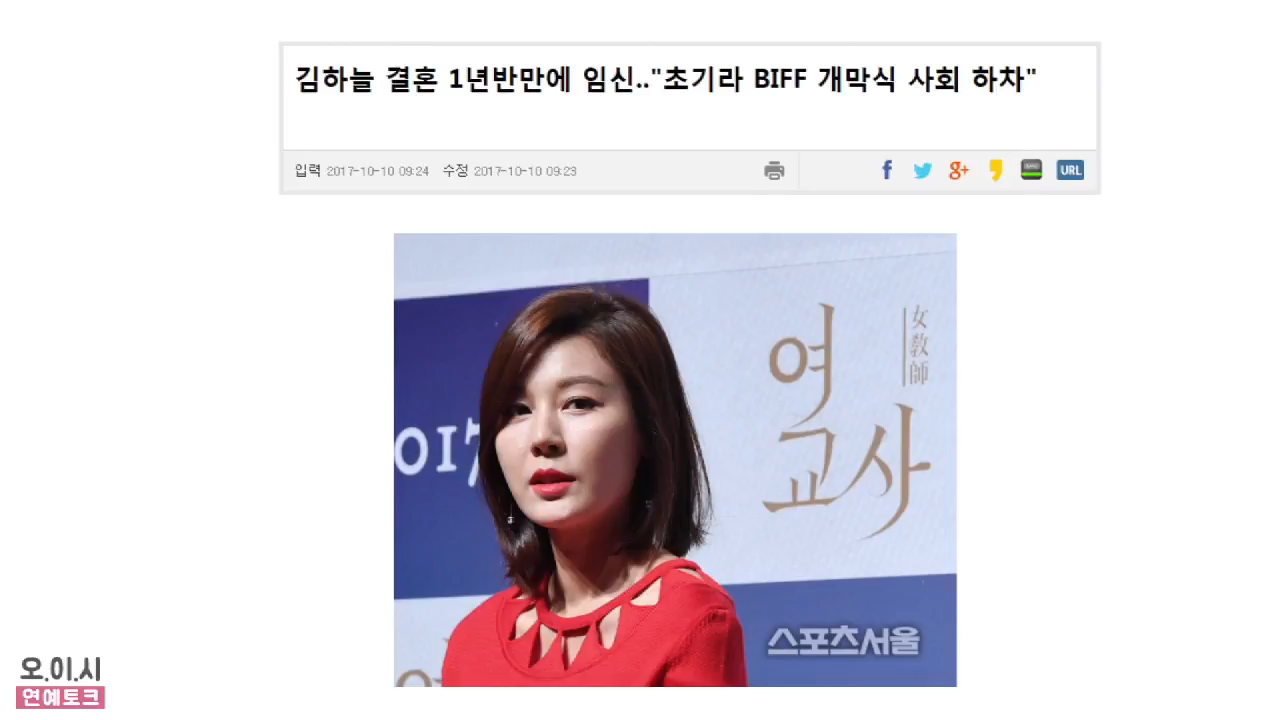 김하늘 결혼 1년반만에 임신.."초기라 BIFF 개막식 사회 하차"
입력 2017-10-10 09:24 수정 2017-10-10 09:23
f g+ URL
017
여
교사
女教師
스포츠서울
오.이.시
연예토크